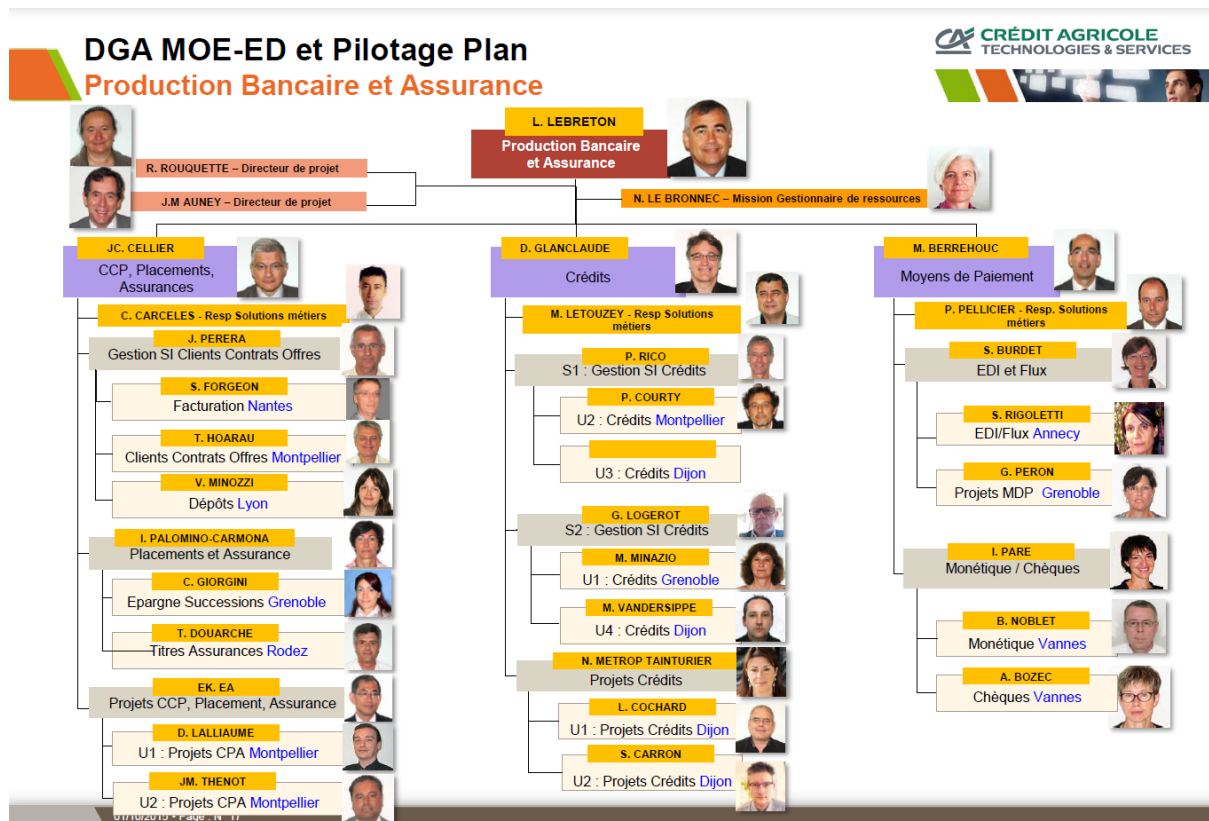 DGA MOE-ED et Pilotage Plan
Production Bancaire et Assurance
CRÉDIT AGRICOLE
TECHNOLOGIES & SERVICES
L. LEBRETON
Production Bancaire
et Assurance
R. ROUQUETTE – Directeur de projet
J.M AUNEY – Directeur de projet
N. LE BRONNEC – Mission Gestionnaire de ressources
JC. CELLIER
CCP, Placements,
Assurances
C. CARCELES - Resp Solutions métiers
J. PERERA
Gestion SI Clients Contrats Offres
S. FORGEON
Facturation Nantes
T. HOARAU
Clients Contrats Offres Montpellier
V. MINOZZI
Dépôts Lyon
I. PALOMINO-CARMONA
Placements et Assurance
C. GIORGINI
Epargne Successions Grenoble
T. DOUARCHE
Titres Assurances Rodez
EK. EA
Projets CCP, Placement, Assurance
D. LALLIAUME
U1 : Projets CPA Montpellier
JM. THENOT
U2 : Projets CPA Montpellier
D. GLANCLAUDE
Crédits
M. LETOUZEY - Resp Solutions
métiers
P. RICO
S1 : Gestion SI Crédits
P. COURTY
U2 : Crédits Montpellier
U3 : Crédits Dijon
G. LOGEROT
S2 : Gestion SI Crédits
M. MINAZIO
U1 : Crédits Grenoble
M. VANDERSIPPE
U4 : Crédits Dijon
N. METROP TAINTURIER
Projets Crédits
L. COCHARD
U1 : Projets Crédits Dijon
S. CARRON
U2 : Projets Crédits Dijon
M. BERREHOUC
Moyens de Paiement
P. PELLICIER - Resp. Solutions
métiers
S. BURDET
EDI et Flux
S. RIGOLETTI
EDI/Flux Annecy
G. PERON
Projets MDP Grenoble
I. PARE
Monétique / Chèques
B. NOBLET
Monétique Vannes
A. BOZEC
Chèques Vannes
01/10/2015 • Page : N° 17